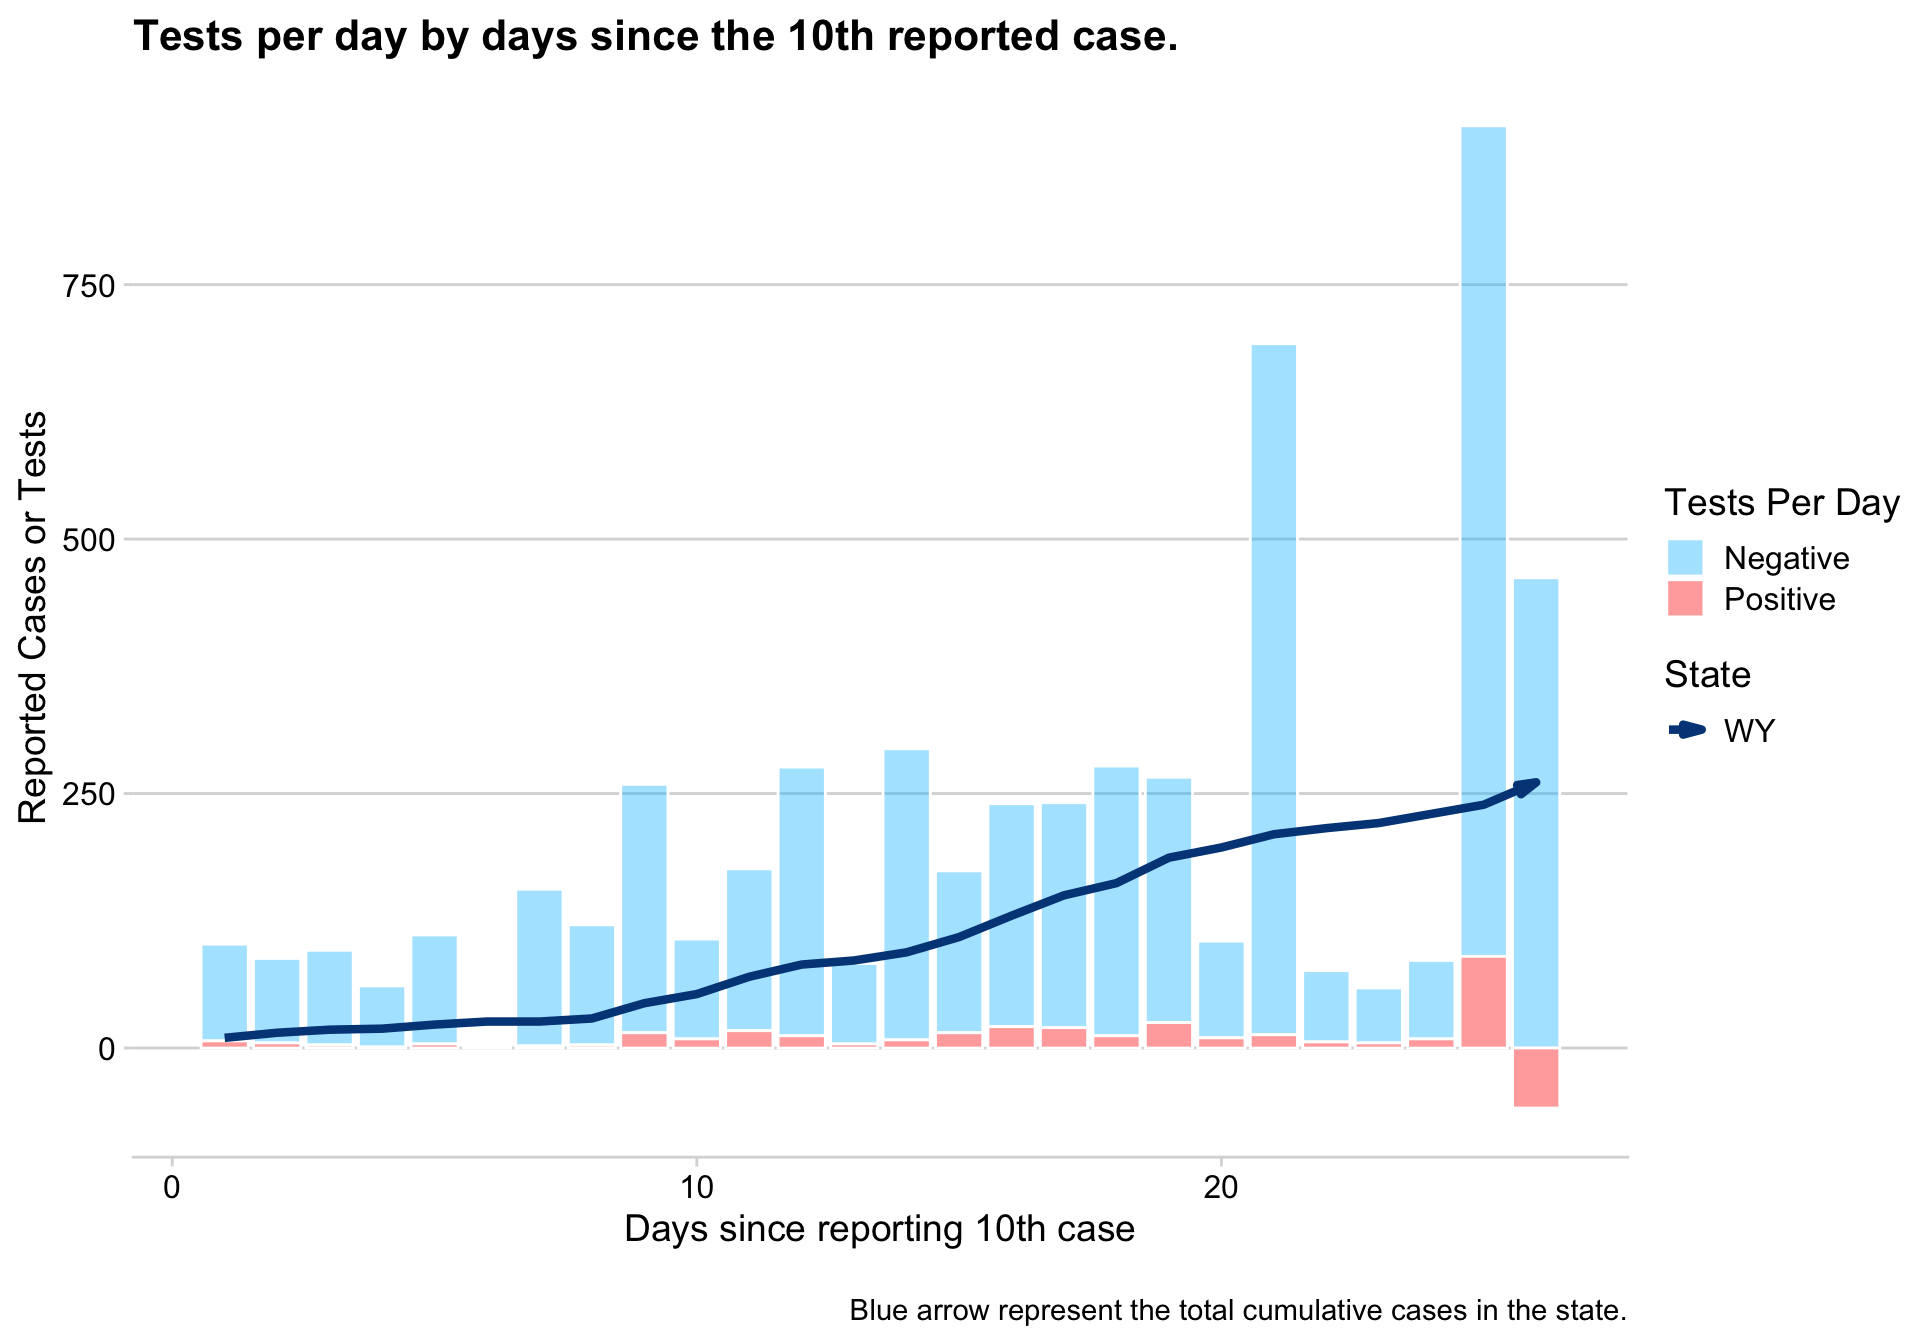 Tests per day by days since the 10th reported case.
750
500
250
0
Reported Cases or Tests
0 10 20
Days since reporting 10th case
Tests Per Day
Negative
Positive
State
WY
Blue arrow represent the total cumulative cases in the state.